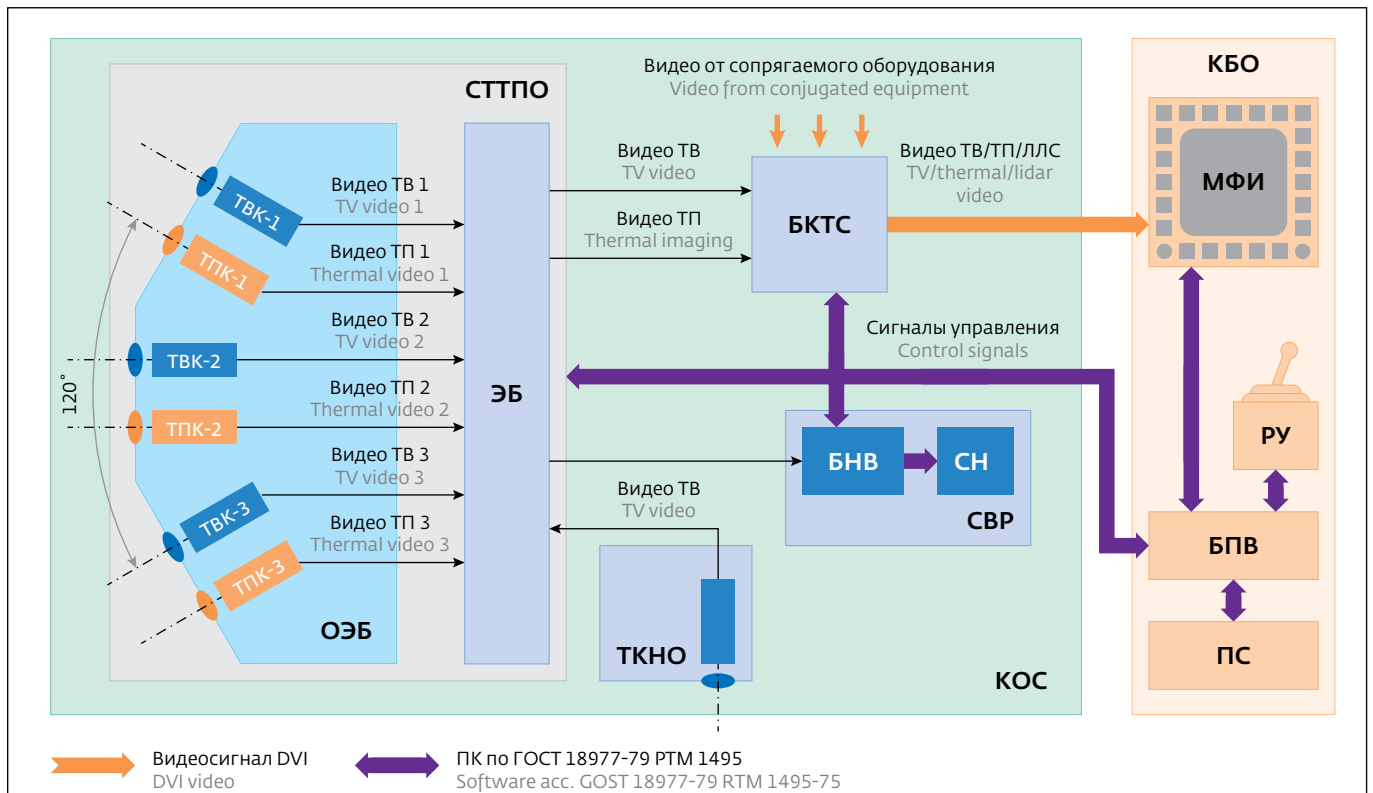 СТТПО
Видео от сопрягаемого оборудования
Video from conjugated equipment
КБО
ТВК-1
Видео ТВ 1
TV video 1
ТПК-1
Видео ТП 1
Thermal video 1
ТВК-2
Видео ТВ 2
TV video 2
ТПК-2
Видео ТП 2
Thermal video 2
ТВК-3
Видео ТВ 3
TV video 3
ТПК-3
Видео ТП 3
Thermal video 3
120°
ОЭБ
ЭБ
Видео ТВ
TV video
Видео ТП
Thermal imaging
БКТС
Видео ТВ/ТП/ЛЛС
TV/thermal/lidar
video
МФИ
Сигналы управления
Control signals
БНВ
СН
СВР
Видео ТВ
TV video
ТКНО
КОС
РУ
БПВ
ПС
Видеосигнал DVI
DVI video
ПК по ГОСТ 18977-79 РТМ 1495
Software acc. GOST 18977-79 RTM 1495-75